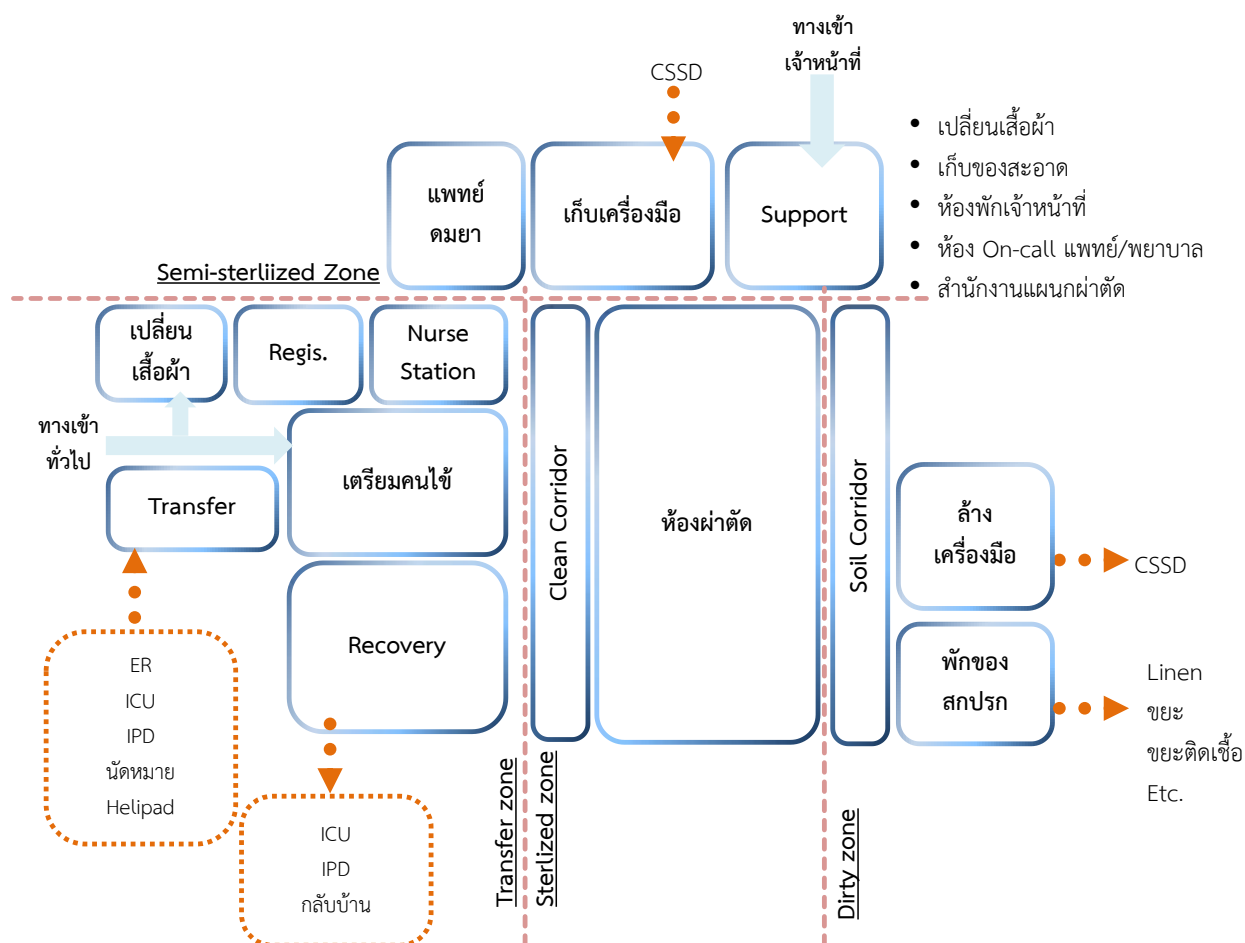 ทางเข้า
เจ้าหน้าที่
CSSD
• เปลี่ยนเสื้อผ้า
• เก็บของสะอาด
• ห้องพักเจ้าหน้าที่
• ห้อง On-call แพทย์/พยาบาล
• สำนักงานแผนกผ่าตัด
แพทย์
ดมยา
เก็บเครื่องมือ
Support
Semi-sterliized Zone
เปลี่ยน
เสื้อผ้า
Regis.
Nurse
Station
ทางเข้า
ทั่วไป
Transfer
เตรียมคนไข้
Recovery
Clean Corridor
ห้องผ่าตัด
Soil Corridor
ล้าง
เครื่องมือ
CSSD
พักของ
สกปรก
Linen
ขยะ
ขยะติดเชื้อ
Etc.
ER
ICU
IPD
นัดหมาย
Helipad
ICU
IPD
กลับบ้าน
Transfer zone
Sterlized zone
Dirty zone